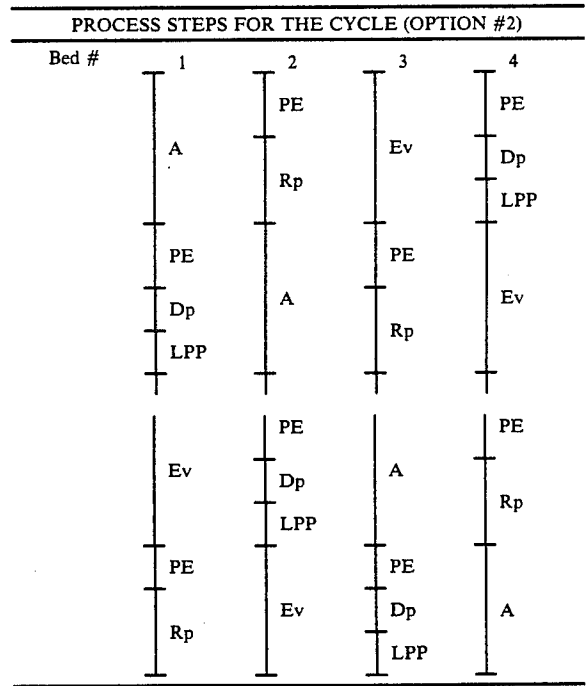 PROCESS STEPS FOR THE CYCLE (OPTION #2)
Bed # 1 2 3 4
PE PE
A Ev Dp
Rp LPP
PE PE
Dp A Ev
LPP Rp
PE PE
Ev Dp A
LPP Rp
PE PE
Rp Ev Dp A
LPP